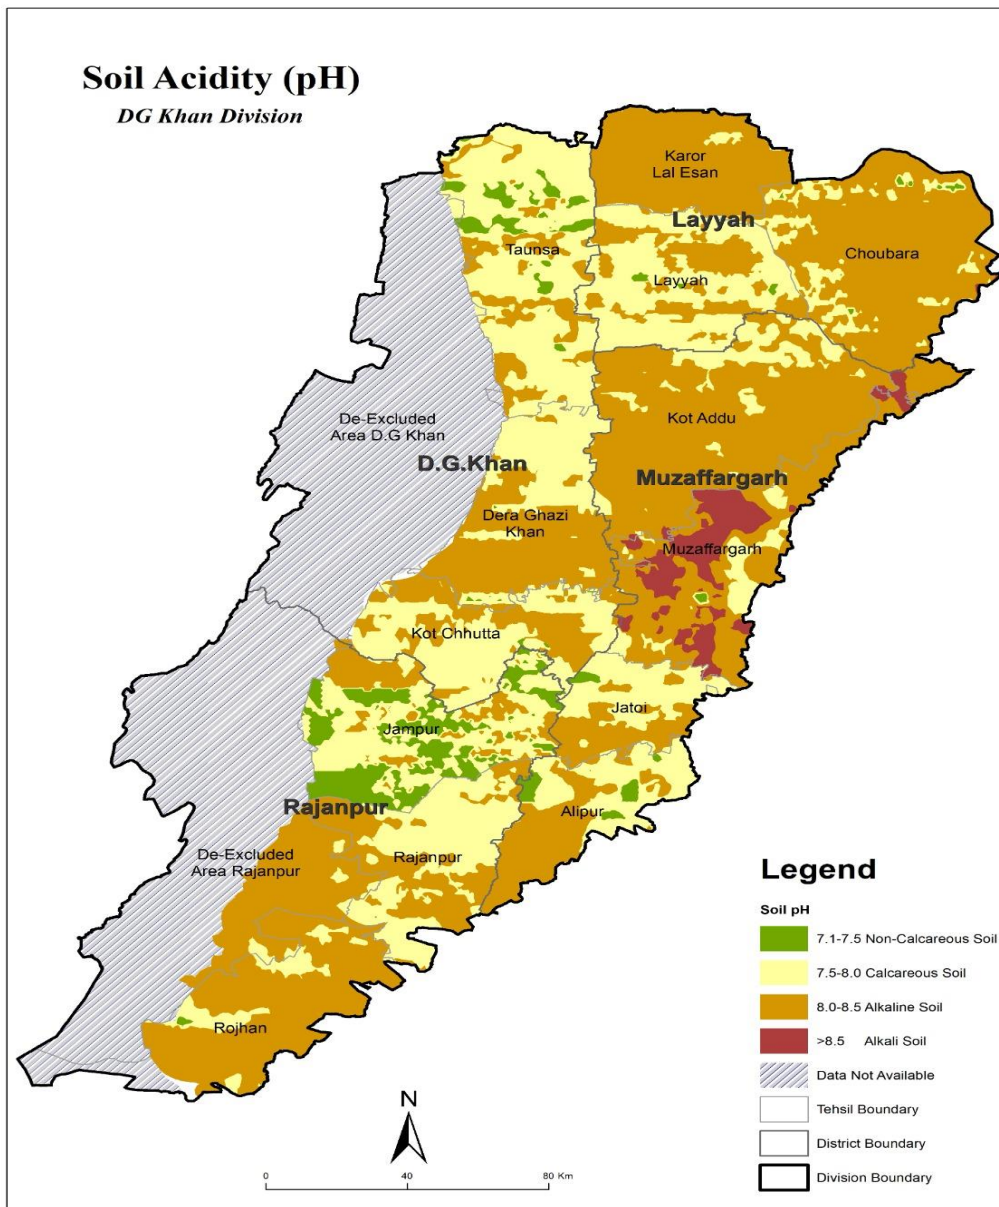 Soil Acidity (pH)
DG Khan Division
Karor
Lal Esan
Layyah
Choubara
Taunsa
Layyah
De-Excluded
Area D.G Khan
Kot Addu
D.G.Khan
Muzaffargarh
Dera Ghazi
Khan
Muzaffargarh
Kot Chhutta
Jatoi
Jampur
Rajanpur
Alipur
De-Excluded
Area Rajanpur
Rajanpur
Rojhan
Legend
Soil pH
7.1-7.5 Non-Calcareous Soil
7.5-8.0 Calcareous Soil
8.0-8.5 Alkaline Soil
>8.5 Alkali Soil
Data Not Available
Tehsil Boundary
District Boundary
Division Boundary
N
0 40 80 Km